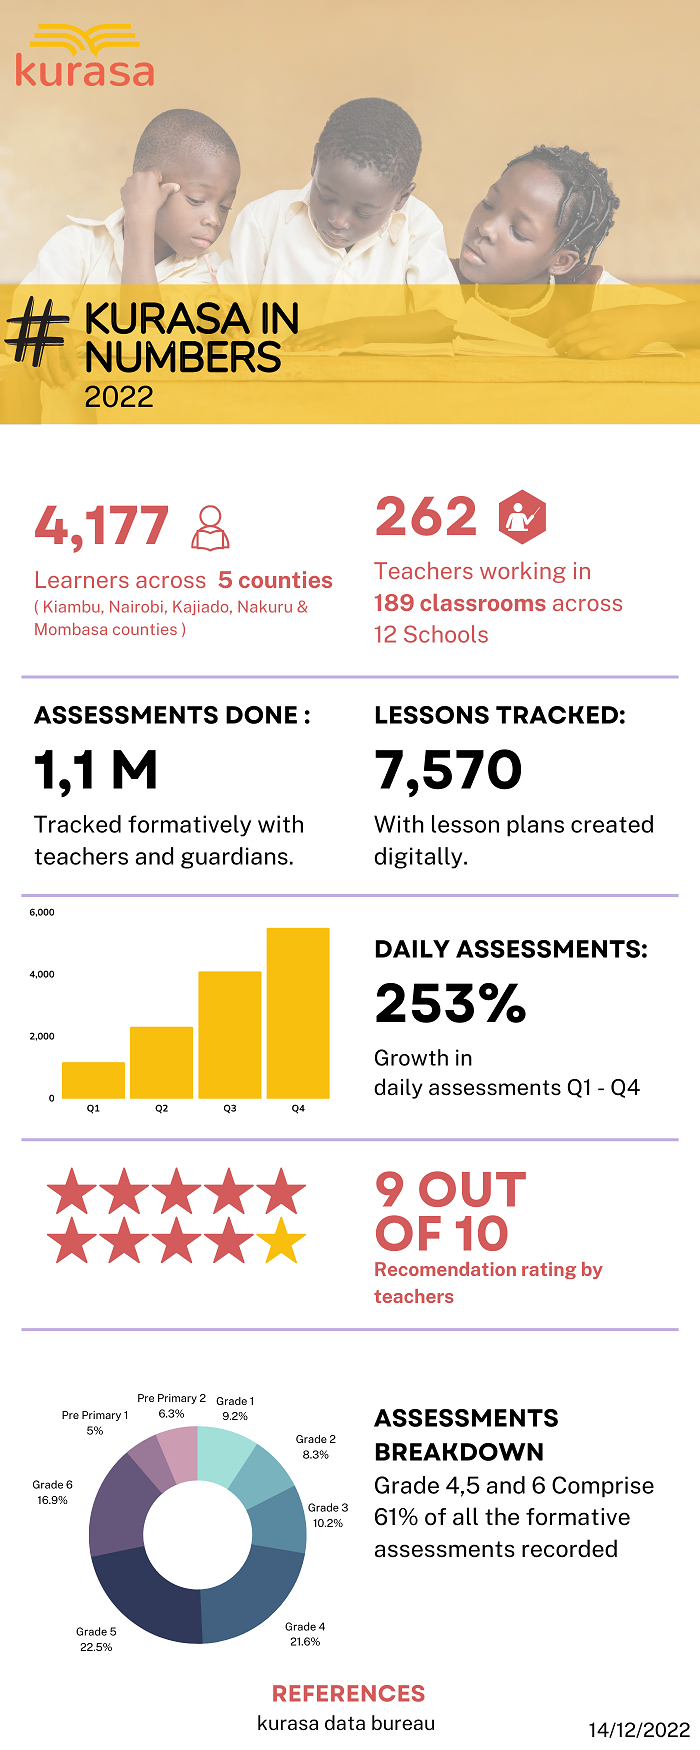 kurasa
# KURASA IN
NUMBERS
2022
4,177
Learners across 5 counties
( Kiambu, Nairobi, Kajiado, Nakuru &
Mombasa counties )
262
Teachers working in
189 classrooms across
12 Schools
ASSESSMENTS DONE :
1,1 M
Tracked formatively with
teachers and guardians.
LESSONS TRACKED:
7,570
With lesson plans created
digitally.
6,000
4,000
2,000
0
Q1
Q2
Q3
Q4
DAILY ASSESSMENTS:
253%
Growth in
daily assessments Q1 - Q4
9 OUT
OF 10
Recomendation rating by
teachers
Pre Primary 2
6.3%
Grade 1
9.2%
Pre Primary 1
5%
Grade 2
8.3%
Grade 6
16.9%
Grade 3
10.2%
Grade 5
22.5%
Grade 4
21.6%
ASSESSMENTS
BREAKDOWN
Grade 4,5 and 6 Comprise
61% of all the formative
assessments recorded
REFERENCES
kurasa data bureau
14/12/2022